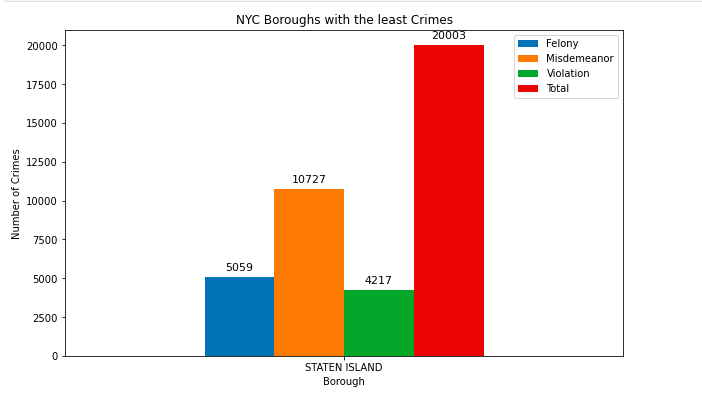 NYC Boroughs with the least Crimes
20003
Felony
Misdemeanor
Violation
Total
20000
17500
15000
12500
10000
7500
5000
2500
0
Number of Crimes
10727
5059
4217
STATEN ISLAND
Borough